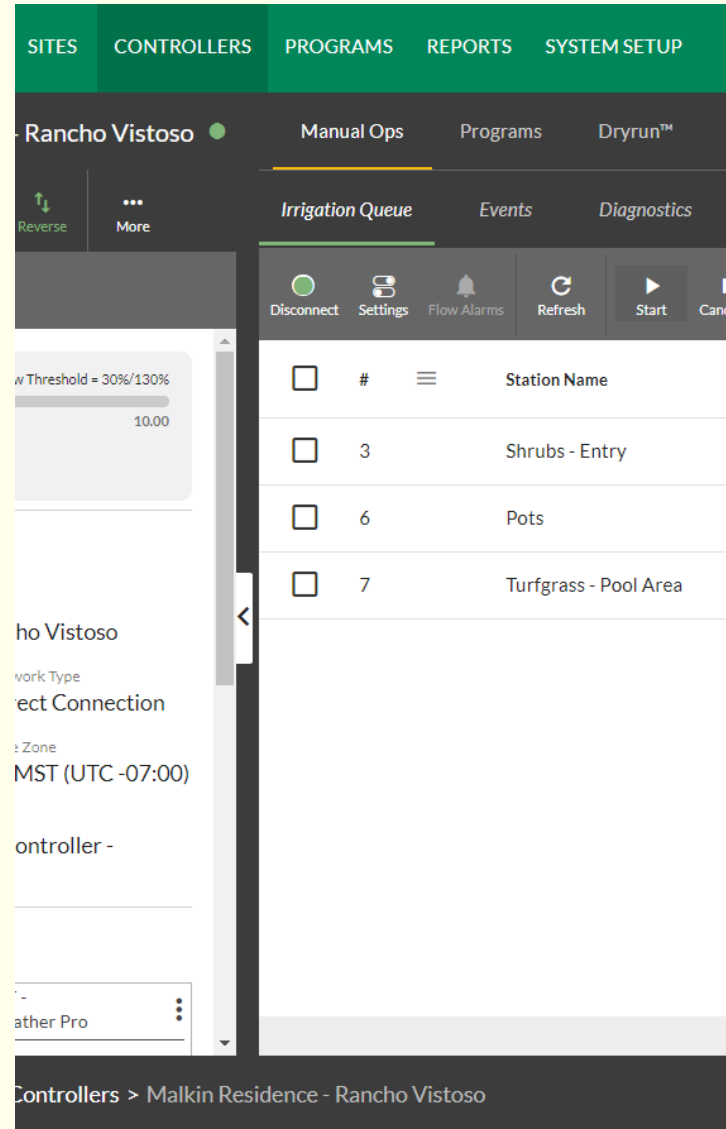 SITES CONTROLLERS PROGRAMS REPORTS SYSTEM SETUP
- Rancho Vistoso
Manual Ops Programs Dryrun™
Reverse More
Irrigation Queue Events Diagnostics
Disconnect Settings Flow Alarms Refresh Start
w Threshold = 30%/130%
10.00
# Station Name
3 Shrubs - Entry
6 Pots
7 Turfgrass - Pool Area
ho Vistoso
work Type
ect Connection
e Zone
MST (UTC -07:00)
ontroller -
ather Pro
Controllers > Malkin Residence - Rancho Vistoso